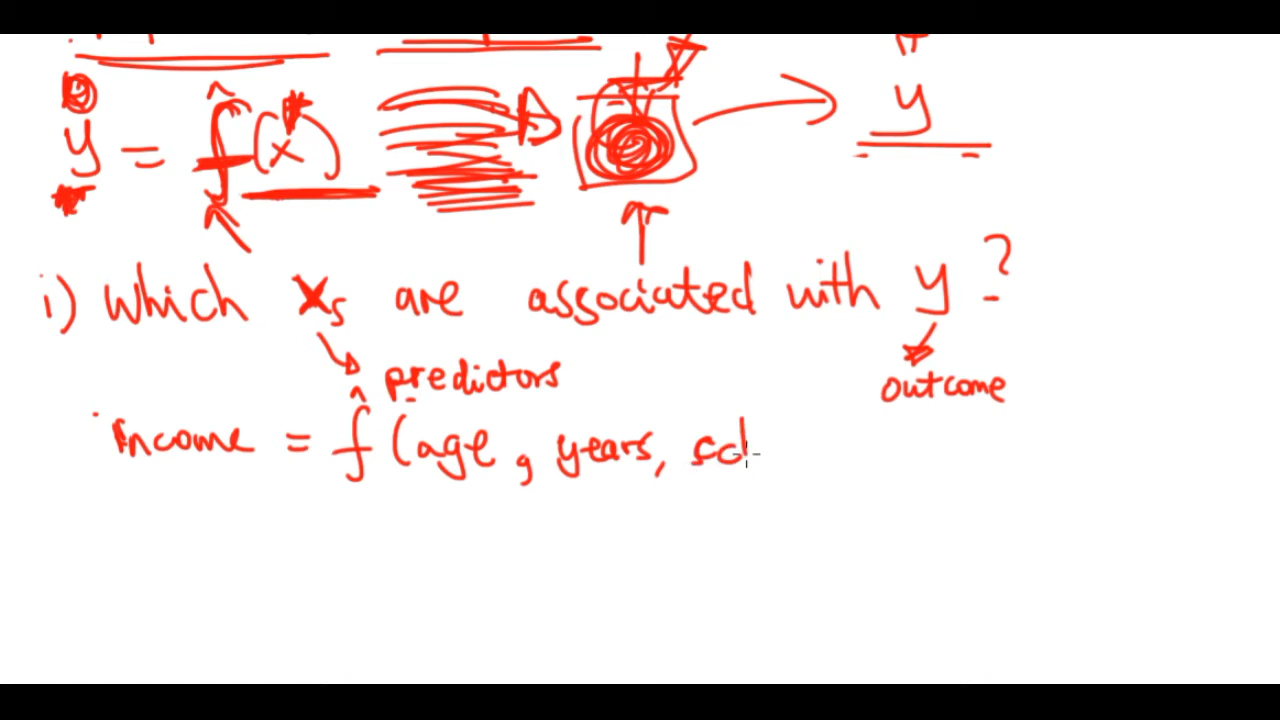 y = f̂(x) y
i) Which xs are associated with y?
predictors outcome
income = f̂(age, years,